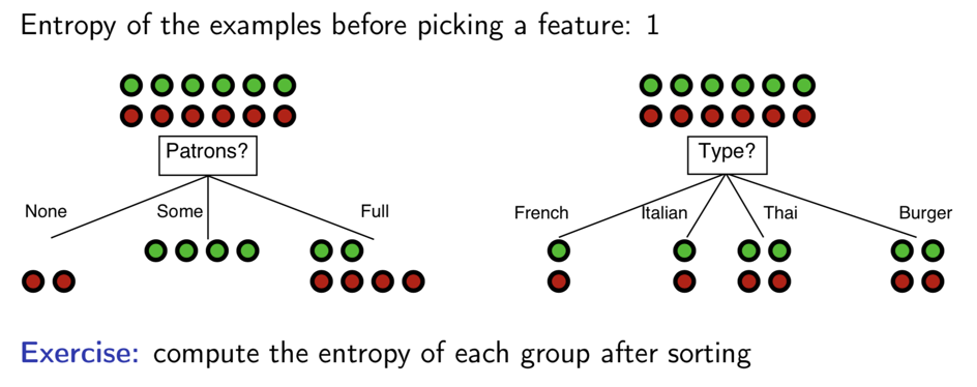 Entropy of the examples before picking a feature: 1
Patrons?
None
Some
Full
Type?
French
Italian
Thai
Burger
Exercise: compute the entropy of each group after sorting